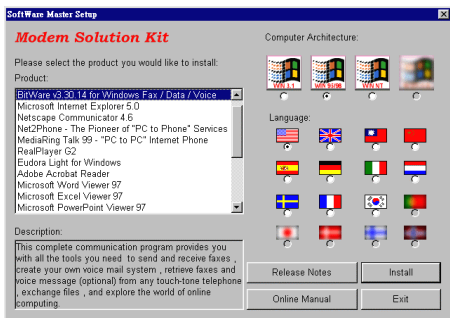 SoftWare Master Setup
Modem Solution Kit
Please select the product you would like to install:
Product:
BitWare v3.30.14 for Windows Fax / Data / Voice
Microsoft Internet Explorer 5.0
Netscape Communicator 4.6
Net2Phone - The Pioneer of "PC to Phone" Services
MediaRing Talk 99 - "PC to PC" Internet Phone
RealPlayer G2
Eudora Light for Windows
Adobe Acrobat Reader
Microsoft Word Viewer 97
Microsoft Excel Viewer 97
Microsoft PowerPoint Viewer 97
Description:
This complete communication program provides you
with all the tools you need to send and receive faxes ,
create your own voice mail system , retrieve faxes and
voice message (optional) from any touch-tone telephone
, exchange files , and explore the world of online
computing.
Computer Architecture:
WIN 3.1
WIN 95/98
WIN NT
Language:
Release Notes
Install
Online Manual
Exit